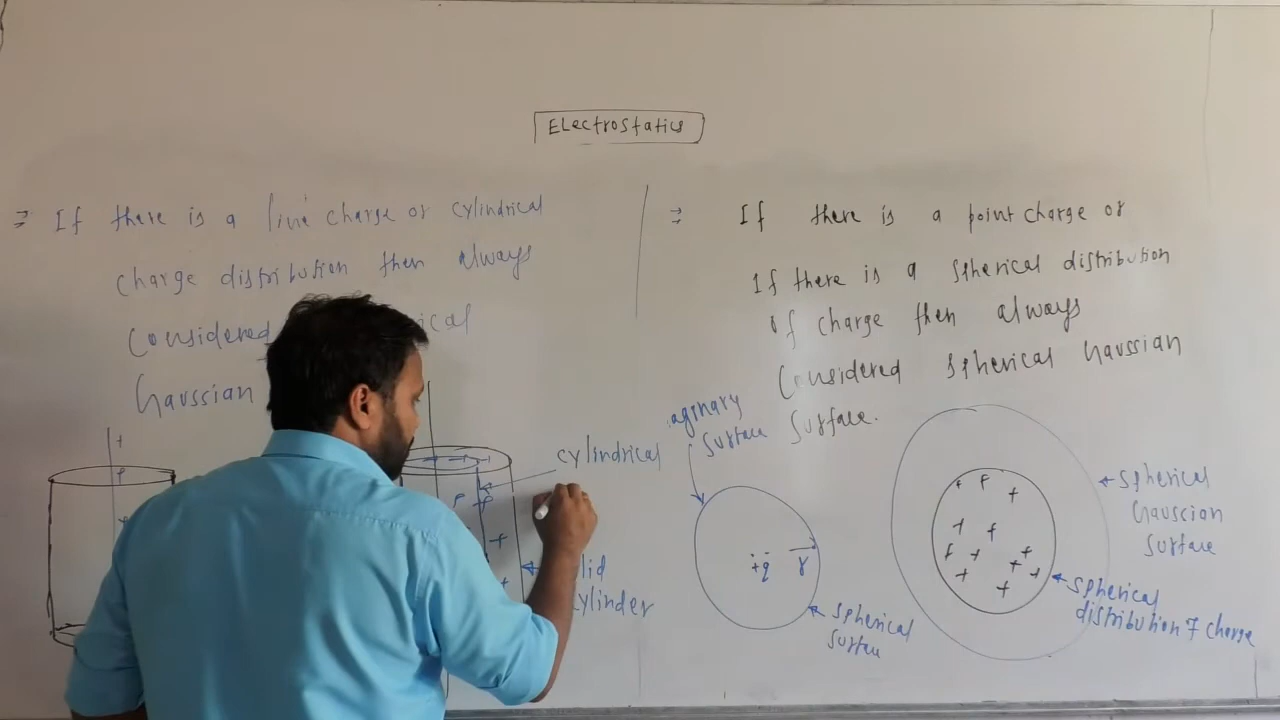 Electrostatics
⇒ If there is a line charge or cylindrical
charge distribution then always
Considered ical
Gaussian
⇒ If there is a point charge or
If there is a spherical distribution
of charge then always
Considered spherical Gaussian
Surface.
+
+
cylindrical
+
+
+
lid
cylinder
aginary
surface
+q r
spherical
surface
+ + +
+ +
+ + + +
+ + +
+
spherical
Gaussian
surface
spherical
distribution of charge